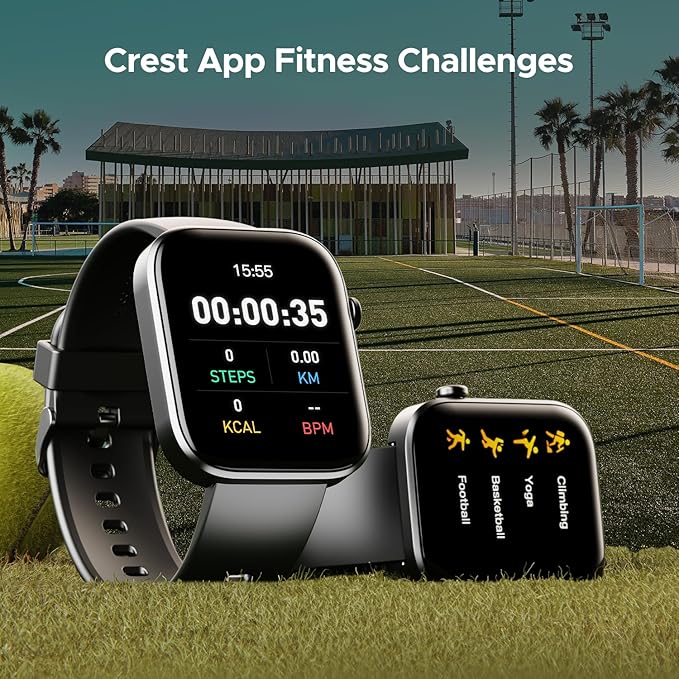 Crest App Fitness Challenges
15:55
00:00:35
0
STEPS
0.00
KM
0
KCAL
--
BPM
Climbing
Yoga
Basketball
Football